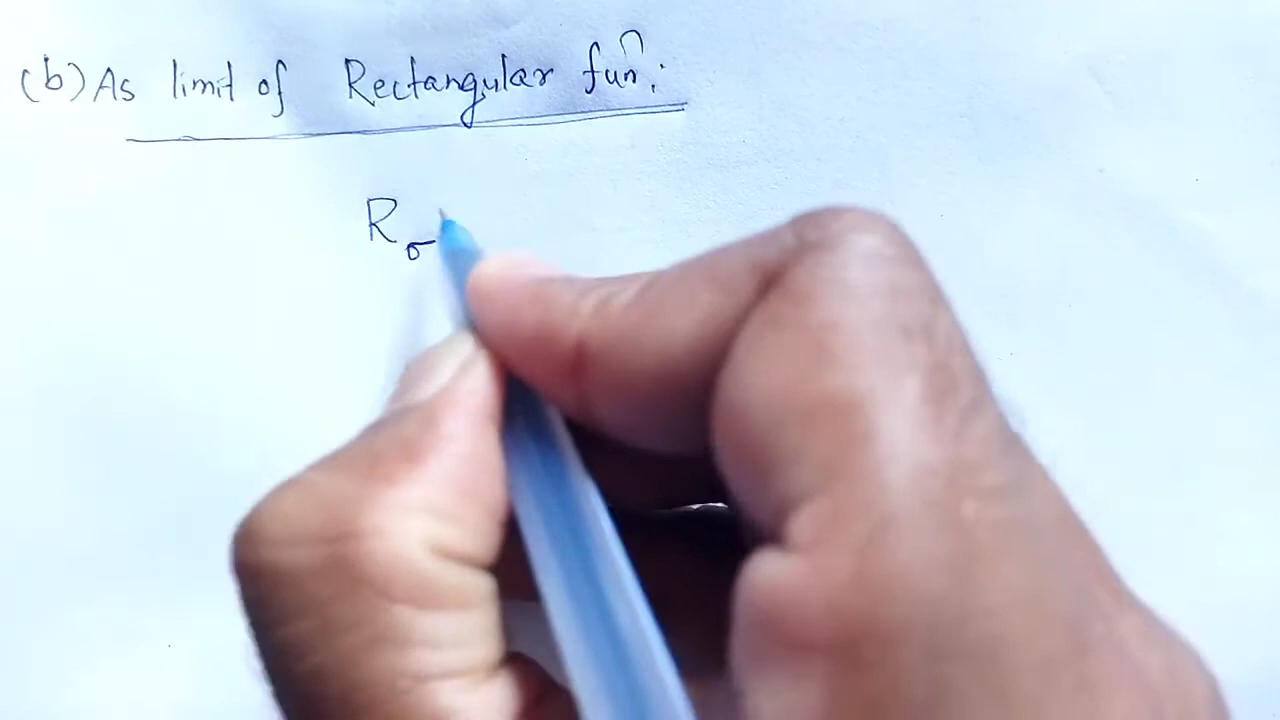 (b) As limit of Rectangular fun:
R σ